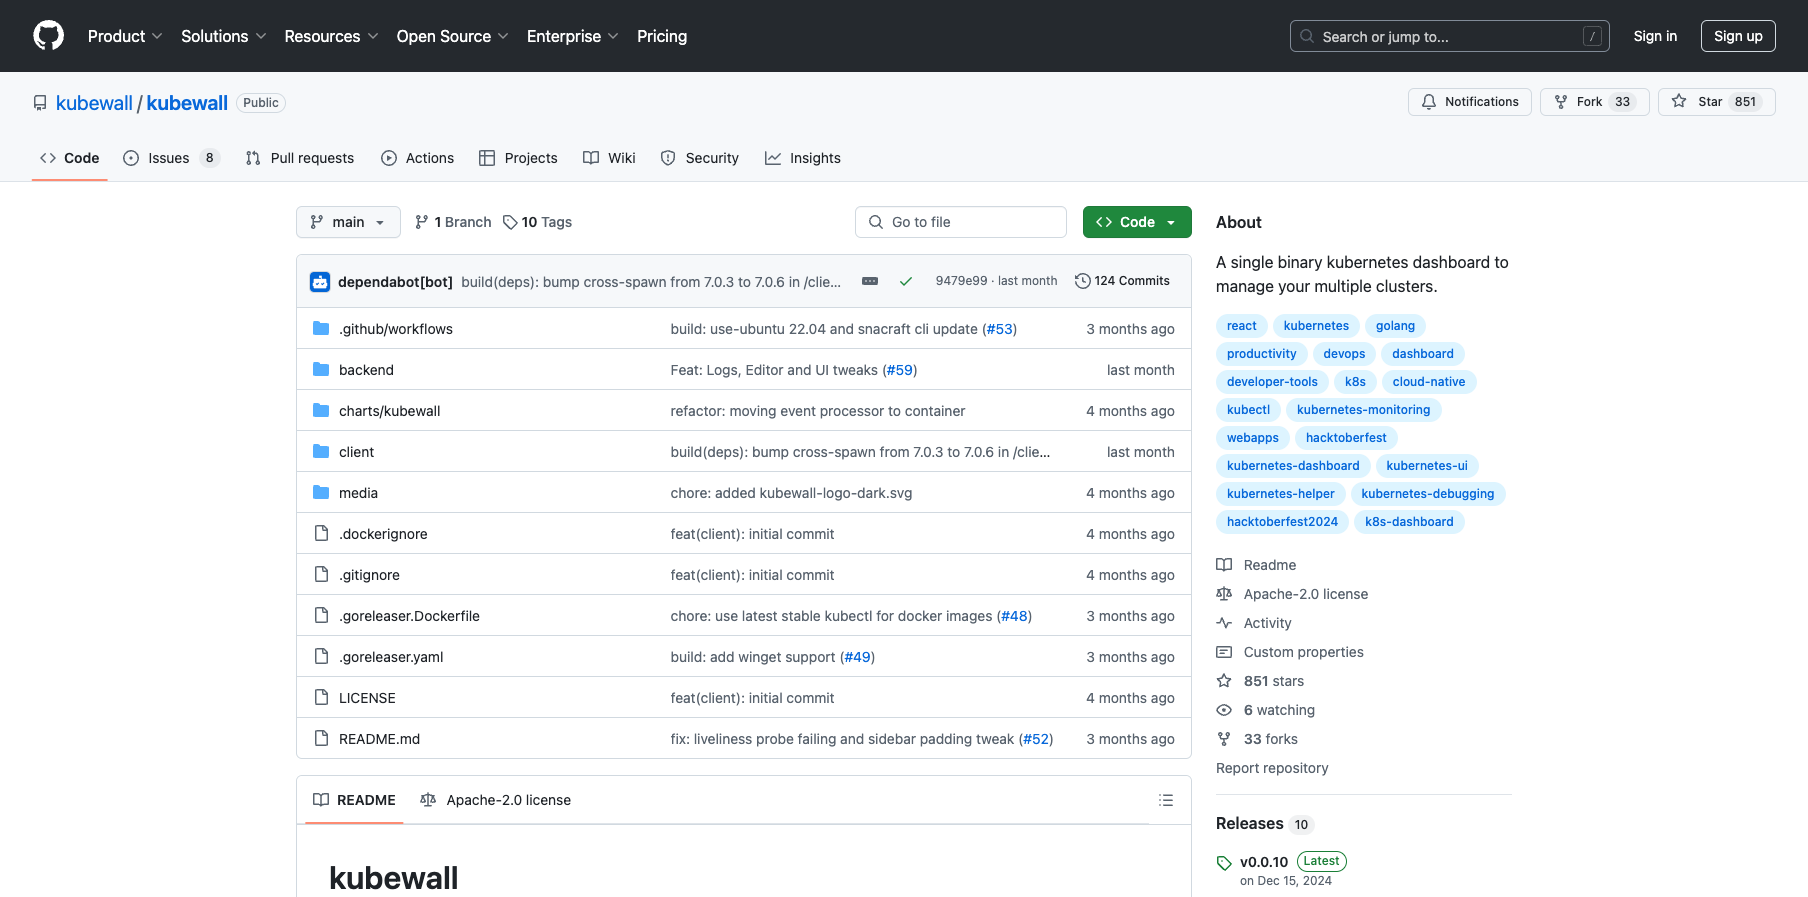 Product Solutions Resources Open Source Enterprise Pricing Search or jump to... / Sign in Sign up
kubewall / kubewall Public Notifications Fork 33 Star 851
Code Issues 8 Pull requests Actions Projects Wiki Security Insights
main 1 Branch 10 Tags Go to file Code
dependabot[bot] build(deps): bump cross-spawn from 7.0.3 to 7.0.6 in /clie... 9479e99 · last month 124 Commits
.github/workflows build: use-ubuntu 22.04 and snacraft cli update (#53) 3 months ago
backend Feat: Logs, Editor and UI tweaks (#59) last month
charts/kubewall refactor: moving event processor to container 4 months ago
client build(deps): bump cross-spawn from 7.0.3 to 7.0.6 in /clie... last month
media chore: added kubewall-logo-dark.svg 4 months ago
.dockerignore feat(client): initial commit 4 months ago
.gitignore feat(client): initial commit 4 months ago
.goreleaser.Dockerfile chore: use latest stable kubectl for docker images (#48) 3 months ago
.goreleaser.yaml build: add winget support (#49) 3 months ago
LICENSE feat(client): initial commit 4 months ago
README.md fix: liveliness probe failing and sidebar padding tweak (#52) 3 months ago
README Apache-2.0 license
kubewall
About
A single binary kubernetes dashboard to
manage your multiple clusters.
react kubernetes golang
productivity devops dashboard
developer-tools k8s cloud-native
kubectl kubernetes-monitoring
webapps hacktoberfest
kubernetes-dashboard kubernetes-ui
kubernetes-helper kubernetes-debugging
hacktoberfest2024 k8s-dashboard
Readme
Apache-2.0 license
Activity
Custom properties
851 stars
6 watching
33 forks
Report repository
Releases 10
v0.0.10 Latest
on Dec 15, 2024